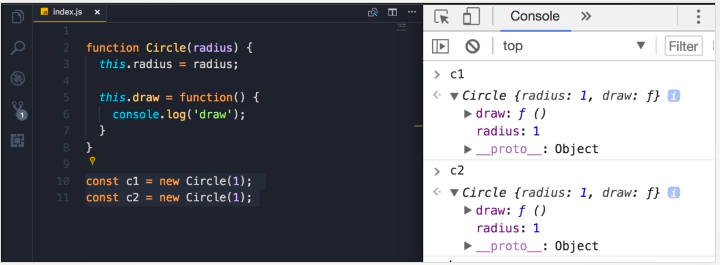 index.js ×
1
2 function Circle(radius) {
3 this.radius = radius;
4
5 this.draw = function() {
6 console.log('draw');
7 }
8 }
9
10 const c1 = new Circle(1);
11 const c2 = new Circle(1);
1
Console »
top ▼ Filter
> c1
Circle {radius: 1, draw: ƒ} i
▶ draw: ƒ ()
radius: 1
▶ __proto__: Object
> c2
Circle {radius: 1, draw: ƒ} i
▶ draw: ƒ ()
radius: 1
▶ __proto__: Object